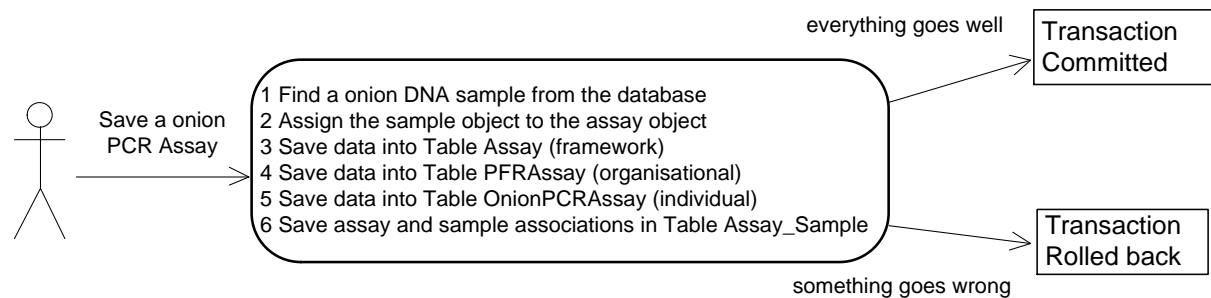 everything goes well
Transaction
Committed
Save a onion
PCR Assay
1 Find a onion DNA sample from the database
2 Assign the sample object to the assay object
3 Save data into Table Assay (framework)
4 Save data into Table PFRAssay (organisational)
5 Save data into Table OnionPCRAssay (individual)
6 Save assay and sample associations in Table Assay_Sample
Transaction
Rolled back
something goes wrong